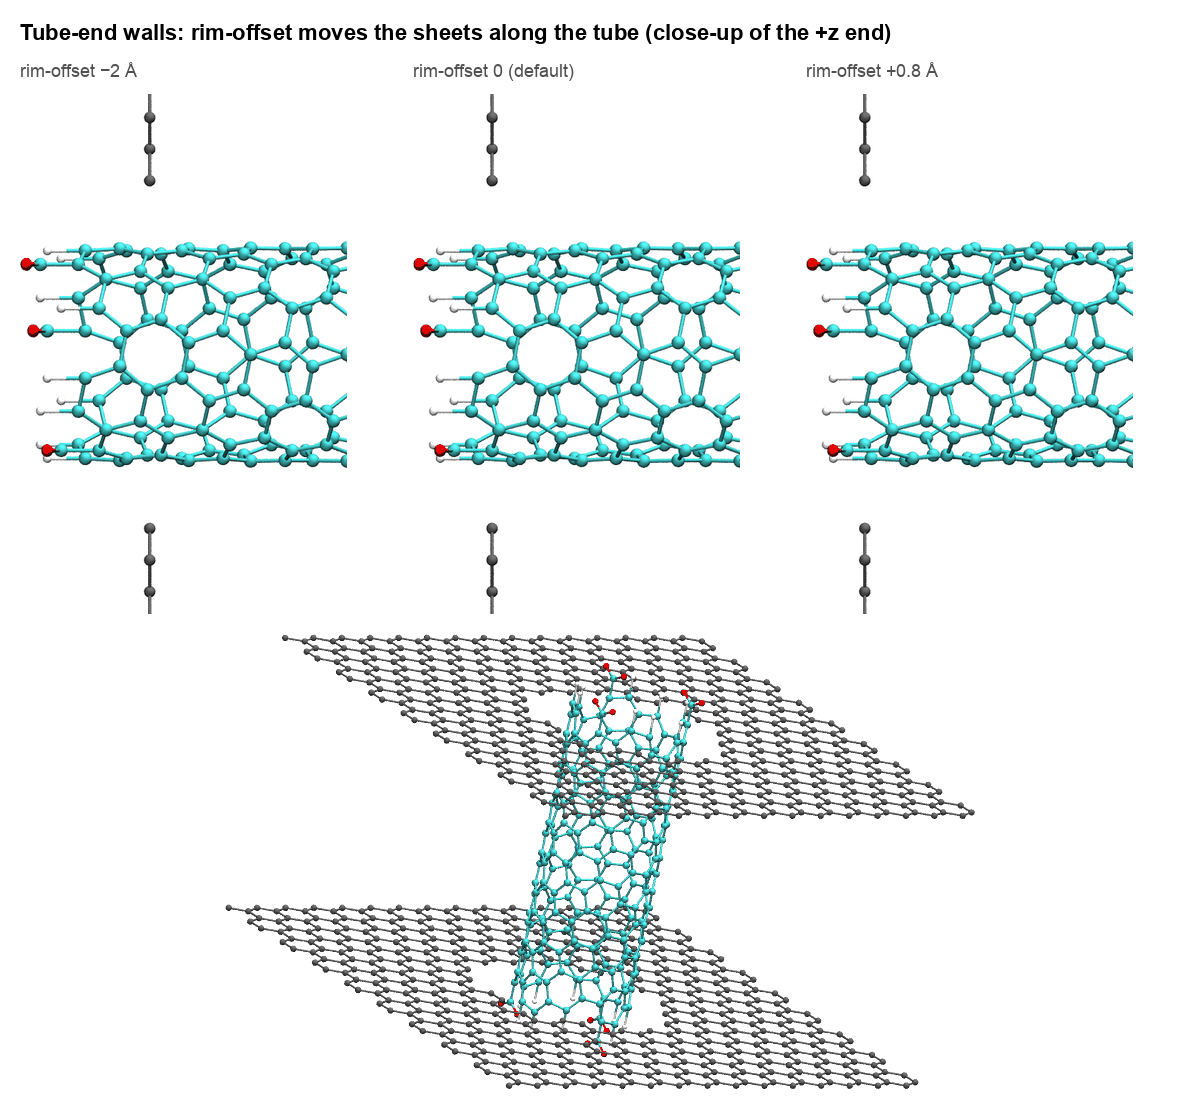 Tube-end walls: rim-offset moves the sheets along the tube (close-up of the +z end)
rim-offset −2 Å
rim-offset 0 (default)
rim-offset +0.8 Å